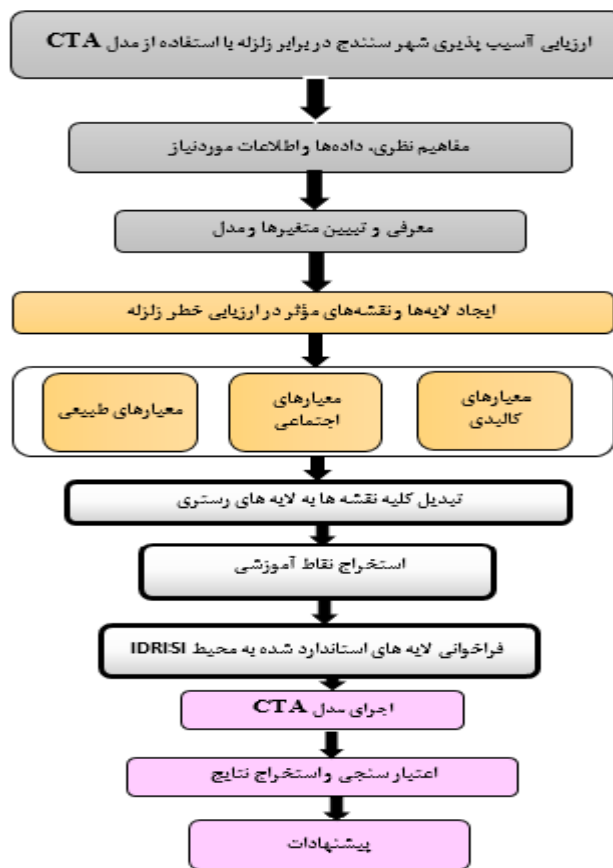 ارزیابی آسیب پذیری شهر سنندج در برابر زلزله با استفاده از مدل CTA
مفاهیم نظری، داده‌ها و اطلاعات موردنیاز
معرفی و تبیین متغیرها و مدل
ایجاد لایه‌ها و نقشه‌های مؤثر در ارزیابی خطر زلزله
معیارهای کالبدی
معیارهای اجتماعی
معیارهای طبیعی
تبدیل کلیه نقشه ها به لایه های رستری
استخراج نقاط آموزشی
فراخوانی لایه های استاندارد شده به محیط IDRISI
اجرای مدل CTA
اعتبار سنجی و استخراج نتایج
پیشنهادات